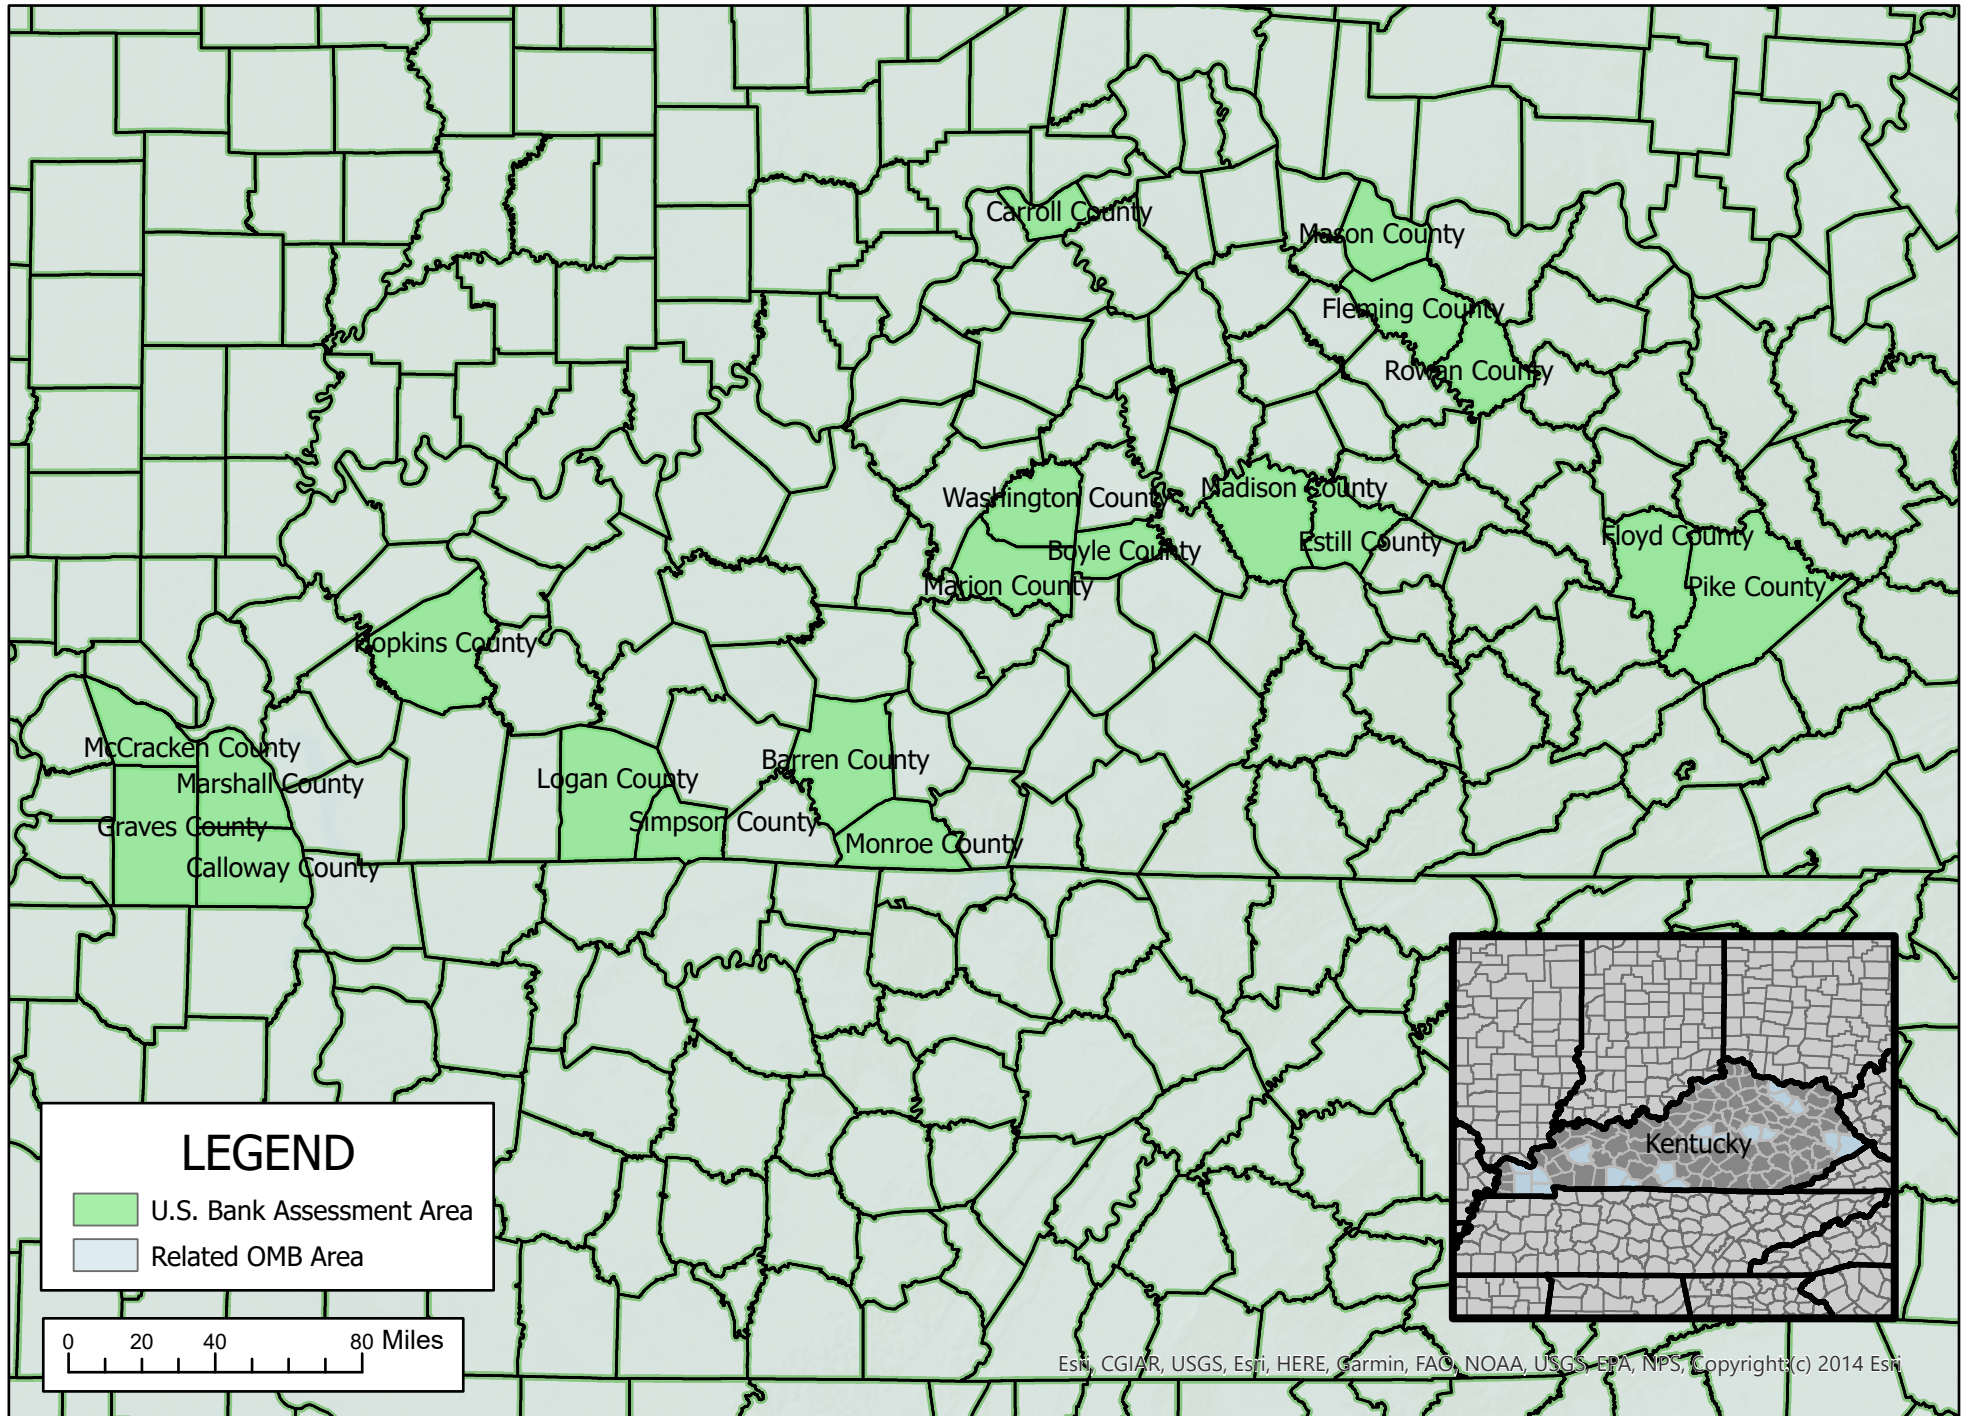 Carroll County
Mason County
Fleming County
Rowan County
Washington County
Madison County
Boyle County
Estill County
Marion County
Floyd County
Pike County
Hopkins County
McCracken County
Marshall County
Graves County
Calloway County
Logan County
Simpson County
Barren County
Monroe County
LEGEND
U.S. Bank Assessment Area
Related OMB Area
0 20 40 80 Miles
Kentucky
Esri, CGIAR, USGS, Esri, HERE, Garmin, FAO, NOAA, USGS, EPA, NPS, Copyright:(c) 2014 Esri